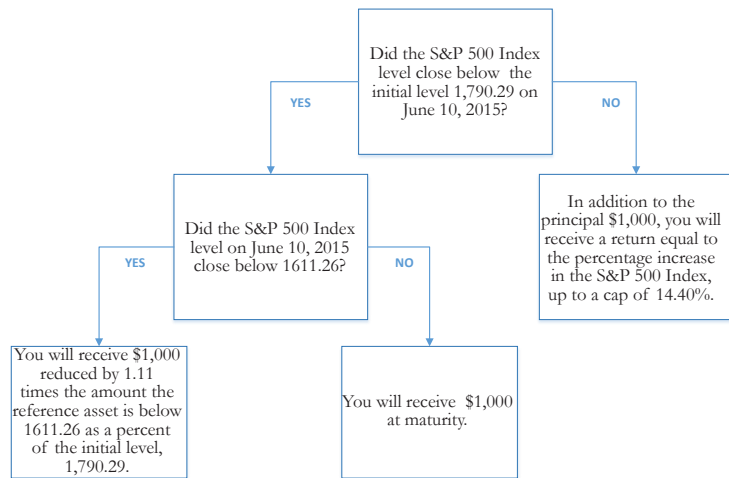 Did the S&P 500 Index
level close below the
initial level 1,790.29 on
June 10, 2015?
YES
NO
Did the S&P 500 Index
level on June 10, 2015
close below 1611.26?
In addition to the
principal $1,000, you will
receive a return equal to
the percentage increase
in the S&P 500 Index,
up to a cap of 14.40%.
YES
NO
You will receive $1,000
reduced by 1.11
times the amount the
reference asset is below
1611.26 as a percent
of the initial level,
1,790.29.
You will receive $1,000
at maturity.